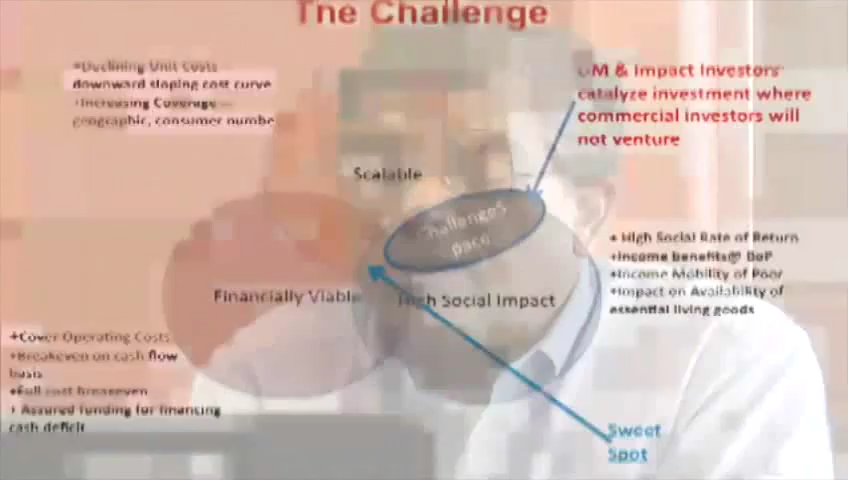 The Challenge
+Declining Unit Costs
downward sloping cost curve
+Increasing Coverage
geographic, consumer numbe
M & Impact Investors
catalyze investment where
commercial investors will
not venture
Scalable
Challenges
pace
+ High Social Rate of Return
+Income benefits@ BoP
+Income Mobility of Poor
+Impact on Availability of
essential living goods
Financially Viable
High Social Impact
+Cover Operating Costs
+Breakeven on cash flow
basis
+Full cost breakeven
+ Assured funding for financing
cash deficit
Sweet
Spot